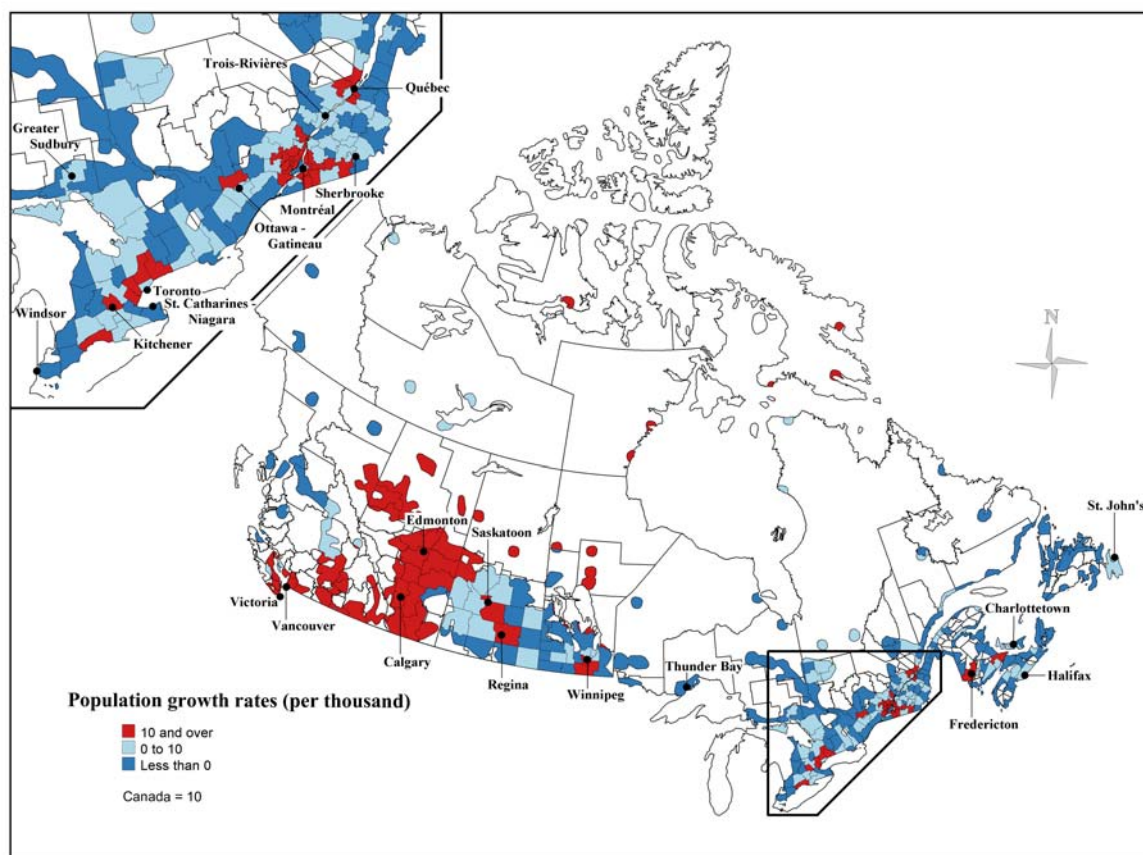 Trois-Rivières
Québec
Greater
Sudbury
Sherbrooke
Montréal
Ottawa -
Gatineau
Toronto
St. Catharines -
Niagara
Windsor
Kitchener
N
St. John's
Edmonton
Saskatoon
Charlottetown
Victoria
Vancouver
Calgary
Regina
Winnipeg
Thunder Bay
Halifax
Fredericton
Population growth rates (per thousand)
10 and over
0 to 10
Less than 0
Canada = 10